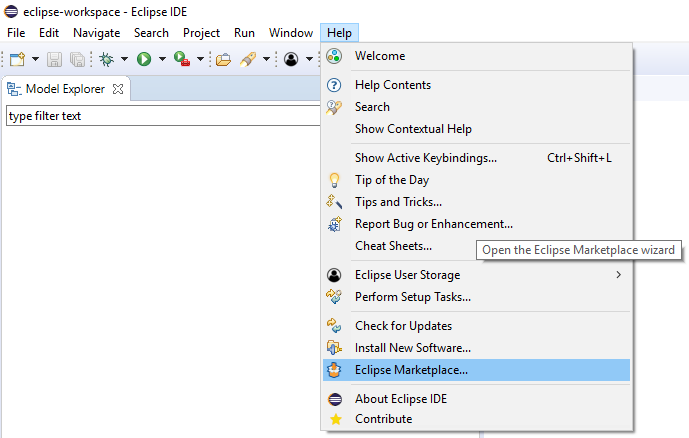 eclipse-workspace - Eclipse IDE
File Edit Navigate Search Project Run Window Help
Model Explorer
type filter text
Welcome
Help Contents
Search
Show Contextual Help
Show Active Keybindings... Ctrl+Shift+L
Tip of the Day
Tips and Tricks...
Report Bug or Enhancement...
Cheat Sheets...
Open the Eclipse Marketplace wizard
Eclipse User Storage
Perform Setup Tasks...
Check for Updates
Install New Software...
Eclipse Marketplace...
About Eclipse IDE
Contribute